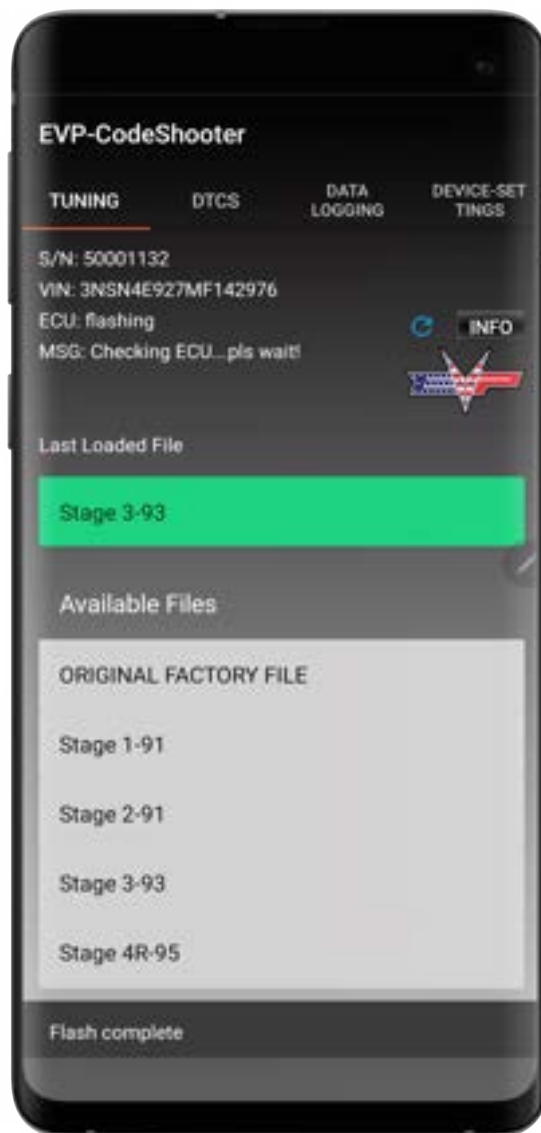 EVP-CodeShooter
TUNING
DTCS
DATA
LOGGING
DEVICE-SET
TINGS
S/N: 50001132
VIN: 3NSN4E927MF142976
ECU: flashing
MSG: Checking ECU...pls wait!
INFO
Last Loaded File
Stage 3-93
Available Files
ORIGINAL FACTORY FILE
Stage 1-91
Stage 2-91
Stage 3-93
Stage 4R-95
Flash complete